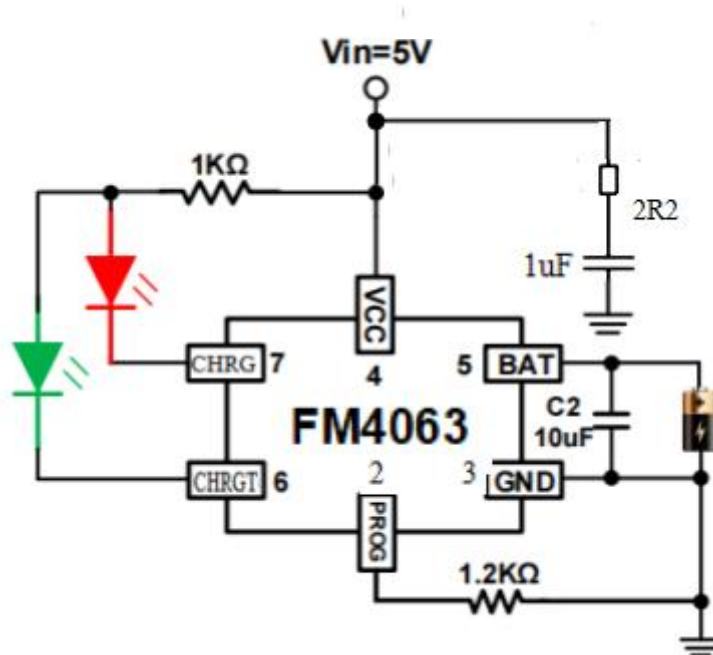 Vin=5V
1KΩ
2R2
1uF
VCC
4
CHRG 7
5 BAT
C2
10uF
FM4063
CHRGT 6
2
3 GND
PROG
1.2KΩ